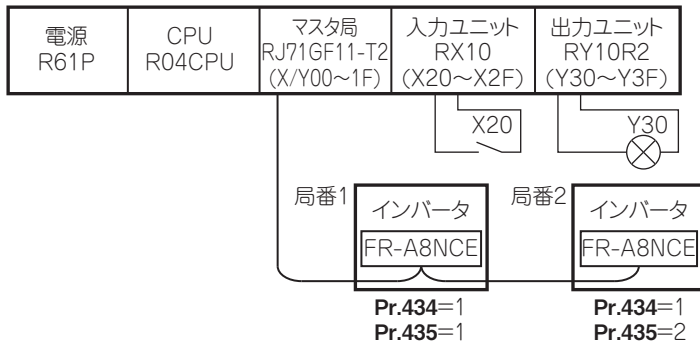 電源
R61P
CPU
R04CPU
マスタ局
RJ71GF11-T2
(X/Y00～1F)
入力ユニット
RX10
(X20～X2F)
出力ユニット
RY10R2
(Y30～Y3F)
X20
Y30
局番1
インバータ
FR-A8NCE
Pr.434=1
Pr.435=1
局番2
インバータ
FR-A8NCE
Pr.434=1
Pr.435=2